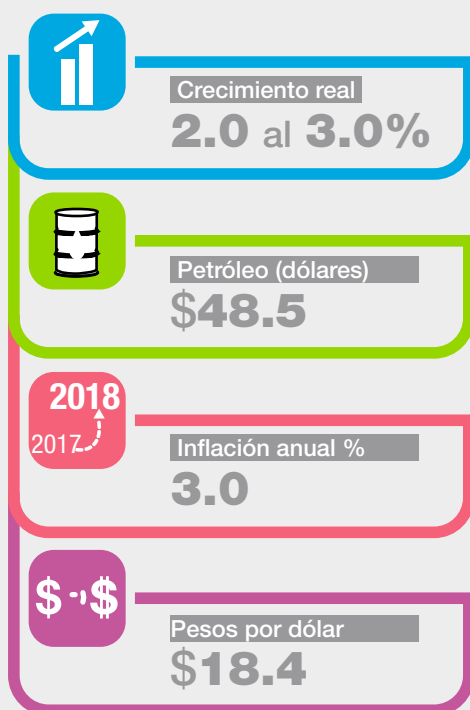 Crecimiento real
2.0 al 3.0%
Petróleo (dólares)
$48.5
2018
2017
Inflación anual %
3.0
$ $
Pesos por dólar
$18.4